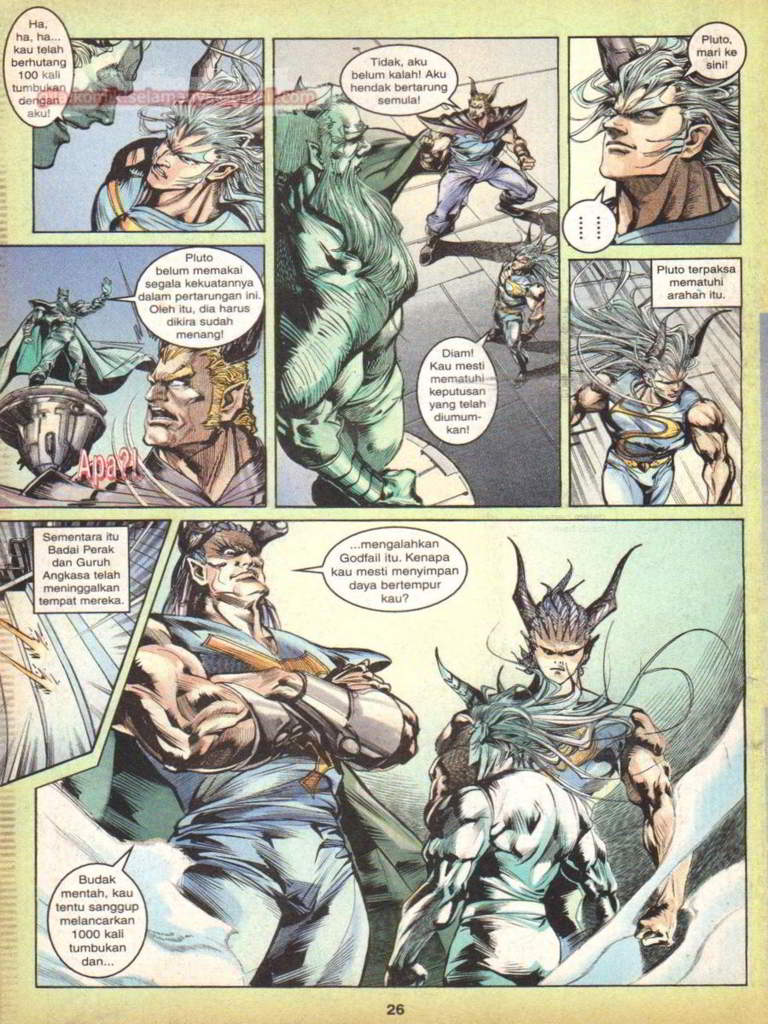 Ha,
ha, ha...
kau telah
berhutang
100 kali
tumbukan
dengan
aku!
Tidak, aku
belum kalah! Aku
hendak bertarung
semula!
Diam!
Kau mesti
mematuhi
keputusan
yang telah
diumum-
kan!
Pluto,
mari ke
sini!
Pluto
belum memakai
segala kekuatannya
dalam pertarungan ini.
Oleh itu, dia harus
dikira sudah
menang!
Apa?!
Pluto terpaksa
mematuhi
arahan itu.
Sementara itu
Badai Perak
dan Guruh
Angkasa telah
meninggalkan
tempat mereka.
Budak
mentah, kau
tentu sanggup
melancarkan
1000 kali
tumbukan
dan...
...mengalahkan
Godfail itu. Kenapa
kau mesti menyimpan
daya bertempur
kau?
26